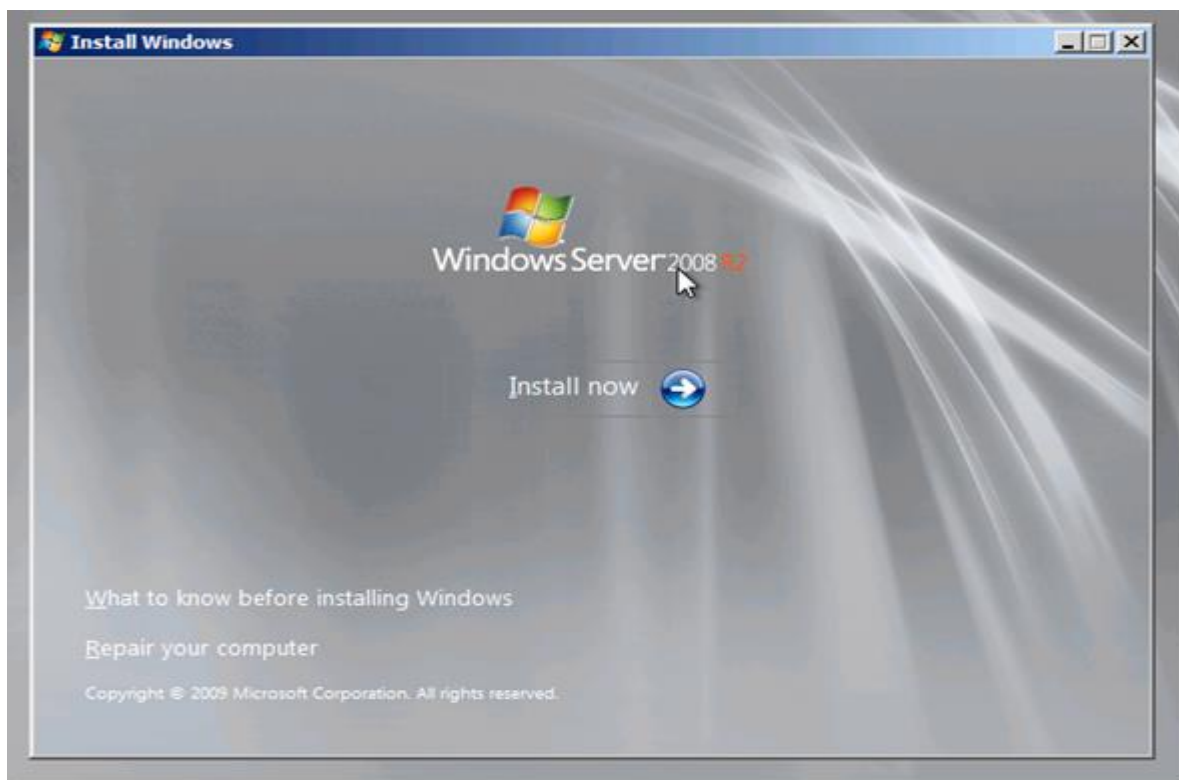 Install Windows
Windows Server 2008 R2
Install now
What to know before installing Windows
Repair your computer
Copyright © 2009 Microsoft Corporation. All rights reserved.